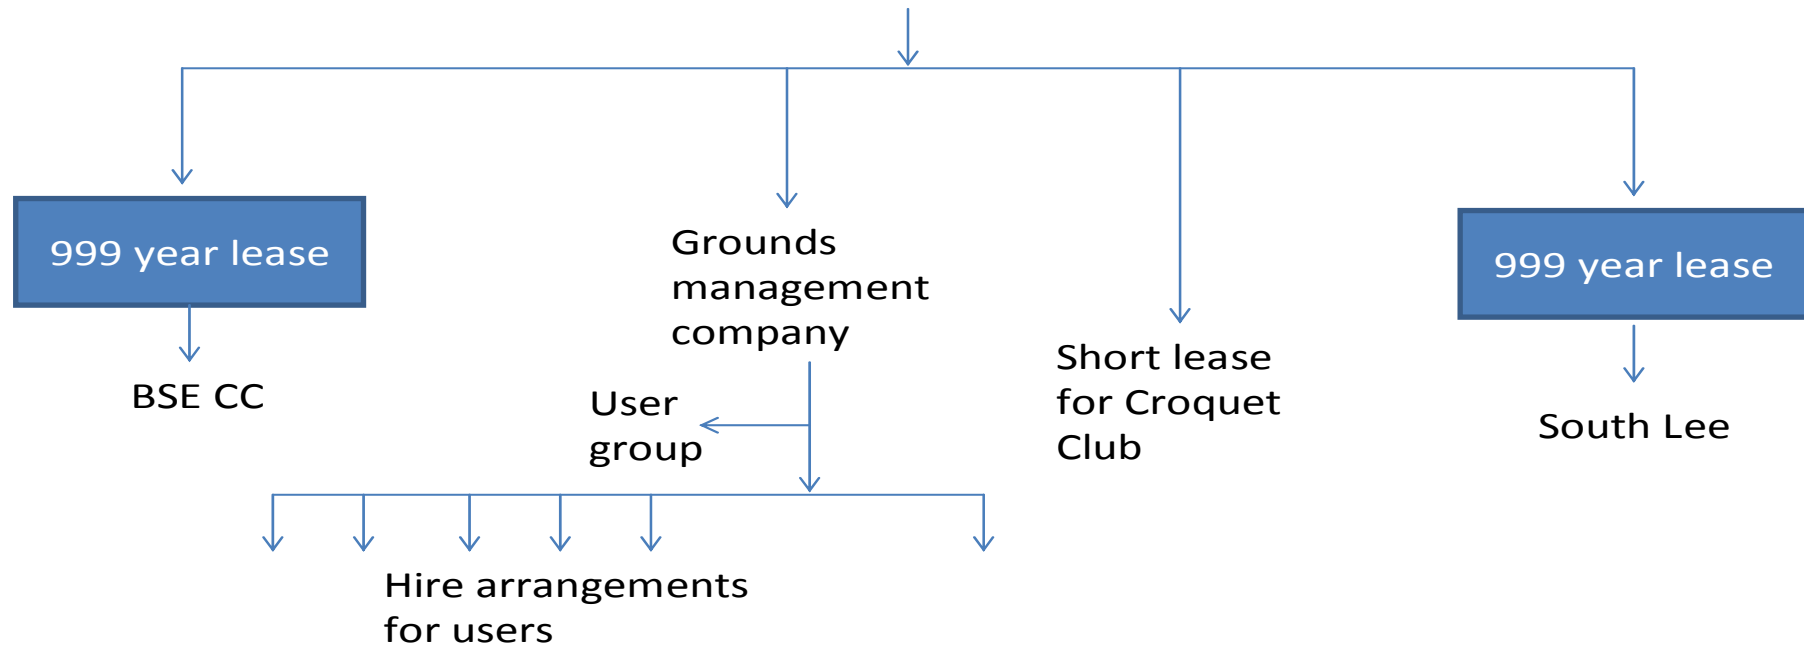 999 year lease
BSE CC
Grounds
management
company
User
group
Hire arrangements
for users
Short lease
for Croquet
Club
999 year lease
South Lee